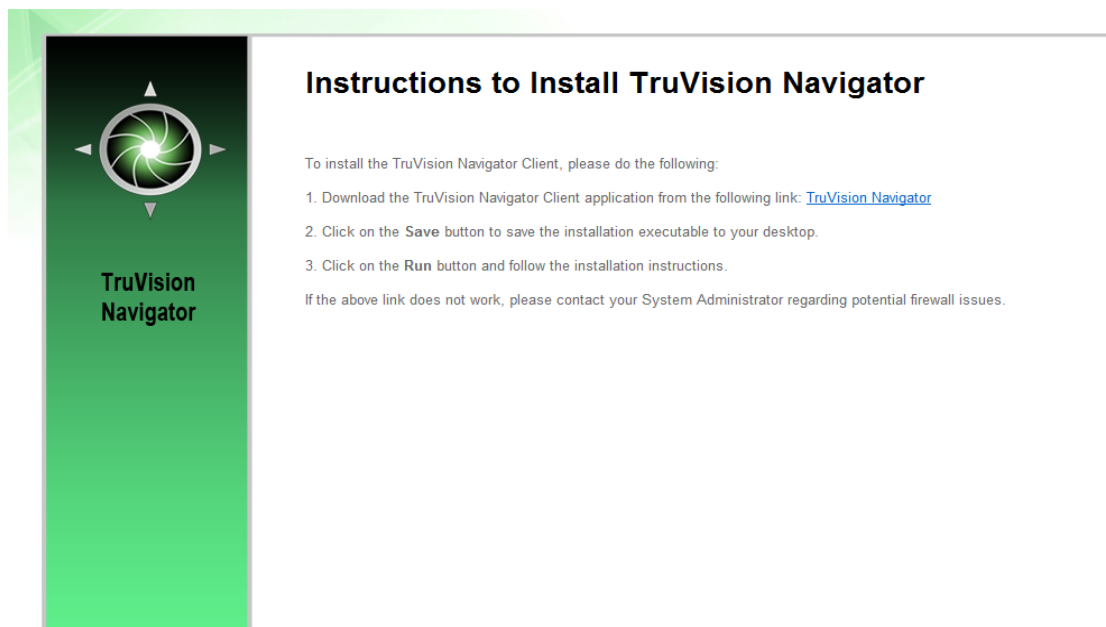 Instructions to Install TruVision Navigator
To install the TruVision Navigator Client, please do the following:
1. Download the TruVision Navigator Client application from the following link: TruVision Navigator
2. Click on the Save button to save the installation executable to your desktop.
3. Click on the Run button and follow the installation instructions.
If the above link does not work, please contact your System Administrator regarding potential firewall issues.
TruVision
Navigator